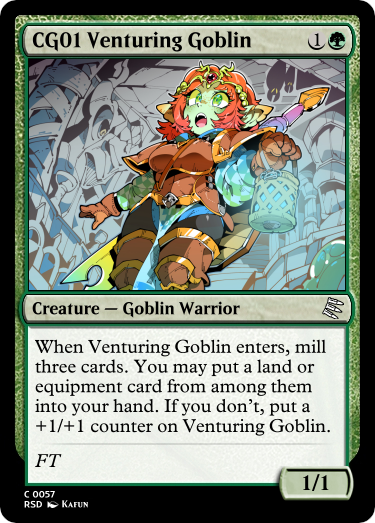 CG01 Venturing Goblin 1
Creature — Goblin Warrior
When Venturing Goblin enters, mill
three cards. You may put a land or
equipment card from among them
into your hand. If you don't, put a
+1/+1 counter on Venturing Goblin.
FT
1/1
C 0057
RSD Kafun